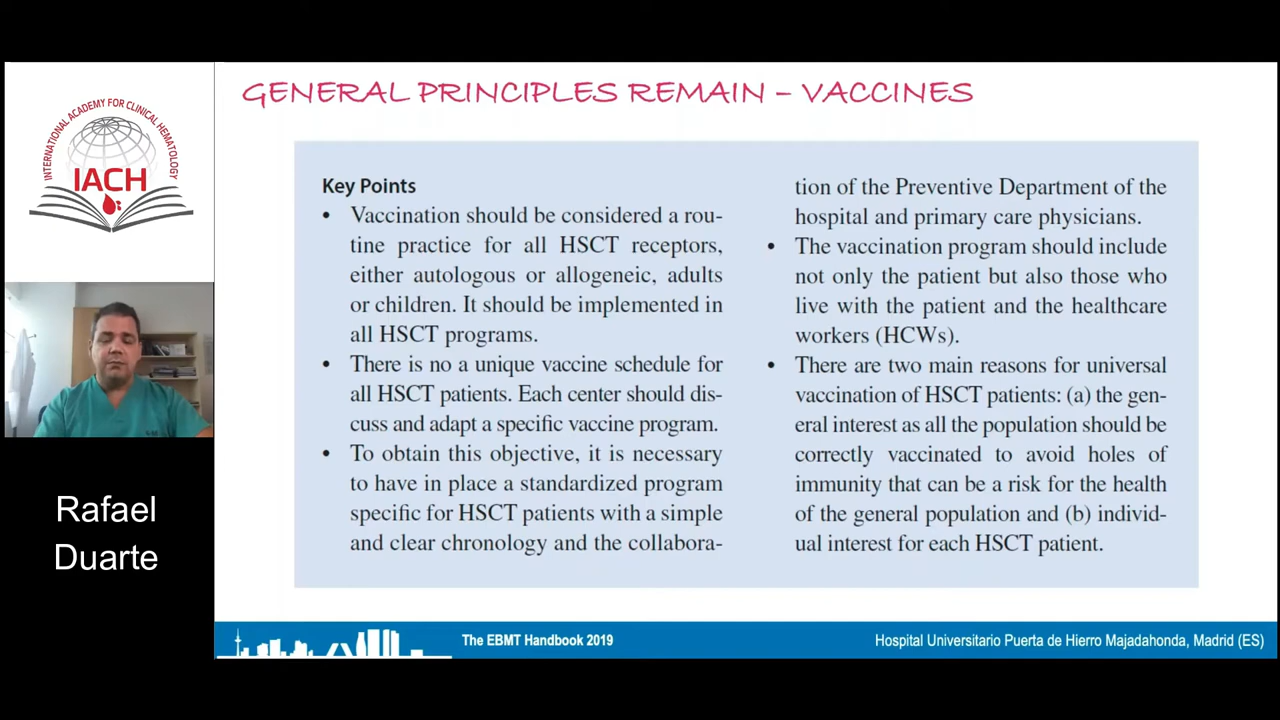 GENERAL PRINCIPLES REMAIN – VACCINES
INTERNATIONAL ACADEMY FOR CLINICAL HEMATOLOGY
IACH
Key Points
• Vaccination should be considered a rou-
tine practice for all HSCT receptors,
either autologous or allogeneic, adults
or children. It should be implemented in
all HSCT programs.
• There is no a unique vaccine schedule for
all HSCT patients. Each center should dis-
cuss and adapt a specific vaccine program.
• To obtain this objective, it is necessary
to have in place a standardized program
specific for HSCT patients with a simple
and clear chronology and the collabora-
tion of the Preventive Department of the
hospital and primary care physicians.
• The vaccination program should include
not only the patient but also those who
live with the patient and the healthcare
workers (HCWs).
• There are two main reasons for universal
vaccination of HSCT patients: (a) the gen-
eral interest as all the population should be
correctly vaccinated to avoid holes of
immunity that can be a risk for the health
of the general population and (b) individ-
ual interest for each HSCT patient.
Rafael
Duarte
The EBMT Handbook 2019
Hospital Universitario Puerta de Hierro Majadahonda, Madrid (ES)